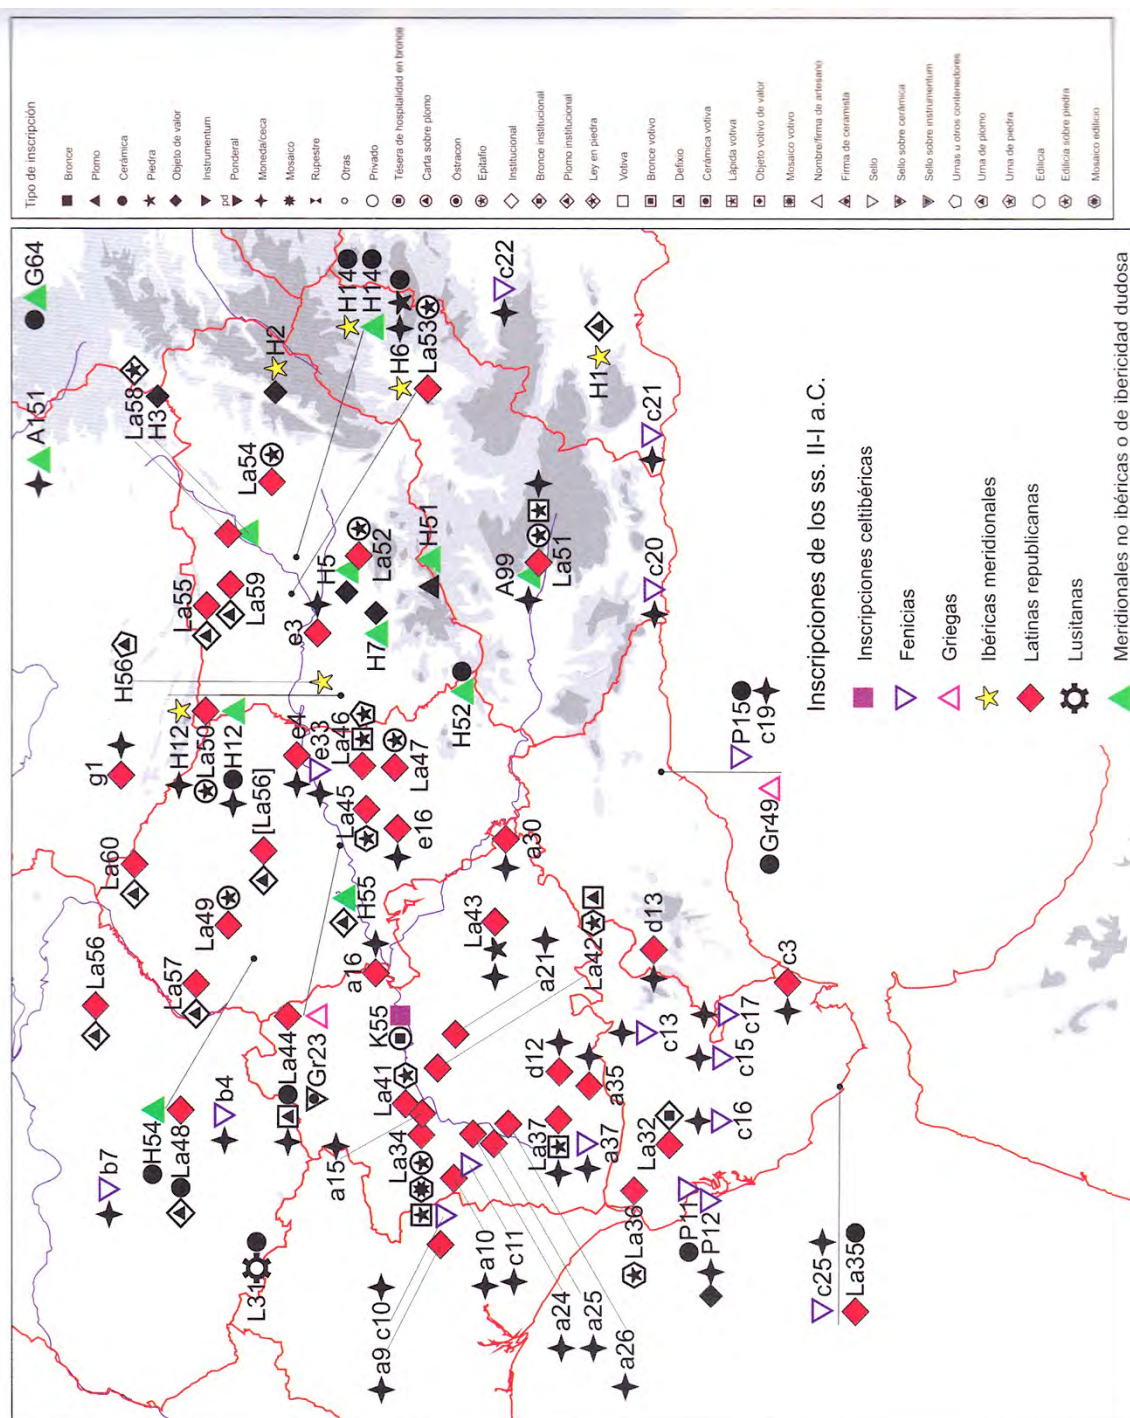 Tipo de inscripción
Bronce
Plomo
Cerámica
Piedra
Objeto de valor
Instrumentum
pd Ponderal
Moneda/ceca
Mosaico
Rupestre
Otras
Privado
Tésera de hospitalidad en bronce
Carta sobre plomo
Óstracon
Epitafio
Institucional
Bronce institucional
Plomo institucional
Ley en piedra
Votiva
Bronce votivo
Defixio
Cerámica votiva
Lápida votiva
Objeto votivo de valor
Mosaico votivo
Nombre/firma de artesano
Firma de ceramista
Sello
Sello sobre cerámica
Sello sobre instrumentum
Urnas u otros contenedores
Urna de plomo
Urna de piedra
Edilicia
Edilicia sobre piedra
Mosaico edilicio
G64
A151
La58
H3
H2
H14
H14
H6
La53
c22
H1
c21
La54
La55
La59
H5
La52
H51
A99
La51
c20
H56
e3
H7
H52
g1
H12
La50
H12
e4
e33
La46
La47
P15
c19
La60
[La56]
La45
e16
a30
Gr49
La49
H55
La43
La56
La57
a16
a21
La42
d13
c3
K55
La44
Gr23
La41
d12
a35
c13
c17
c15
c16
H54
La48
b4
b7
a15
La34
La37
a37
La32
L31
a10
c11
La36
P11
P12
a9
c10
a24
a25
a26
c25
La35
Inscripciones de los ss. II-I a.C.
Inscripciones celtibéricas
Fenicias
Griegas
Ibéricas meridionales
Latinas republicanas
Lusitanas
Meridionales no ibéricas o de ibericidad dudosa